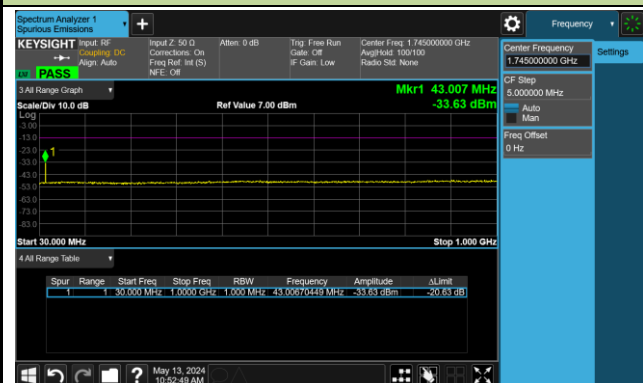 Spectrum Analyzer 1
Spurious Emissions
Frequency
KEYSIGHT
Input: RF
Coupling: DC
Align: Auto
Input Z: 50 Ω
Corrections: On
Freq Ref: Int (S)
NFE: Off
Atten: 0 dB
Trig: Free Run
Gate: Off
IF Gain: Low
Center Freq: 1.745000000 GHz
Avg|Hold: 100/100
Radio Std: None
PASS
Center Frequency
1.745000000 GHz
Settings
CF Step
5.000000 MHz
Auto
Man
Freq Offset
0 Hz
3 All Range Graph
Mkr1 43.007 MHz
Scale/Div 10.0 dB
Ref Value 7.00 dBm
-33.63 dBm
Log
-3.00
-13.0
-23.0
-33.0
-43.0
-53.0
-63.0
-73.0
-83.0
1
Start 30.000 MHz
Stop 1.000 GHz
4 All Range Table
Spur Range Start Freq Stop Freq RBW Frequency Amplitude ΔLimit
1 1 30.000 MHz 1.0000 GHz 1.000 MHz 43.00670449 MHz -33.63 dBm -20.63 dB
May 13, 2024
10:52:49 AM